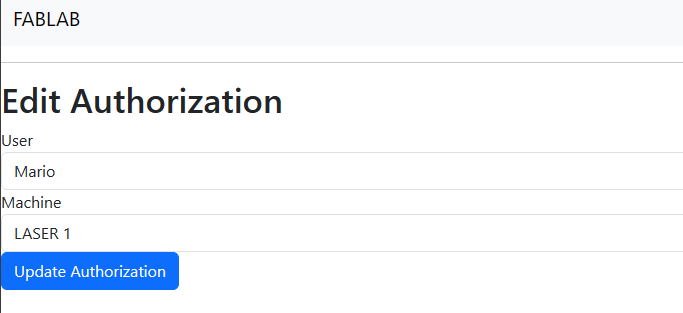 FABLAB
Edit Authorization
User
Mario
Machine
LASER 1
Update Authorization